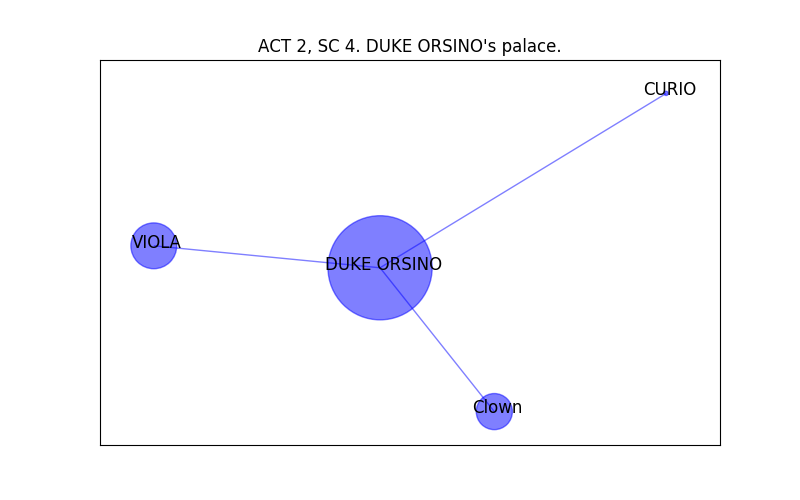 ACT 2, SC 4. DUKE ORSINO's palace.
CURIO
VIOLA
DUKE ORSINO
Clown